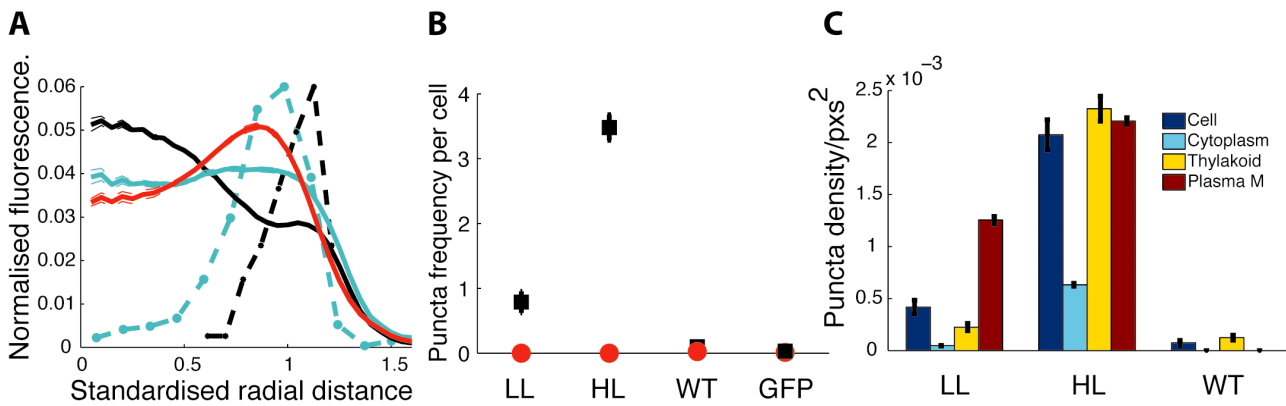 A
Normalised fluorescence.
0.06
0.05
0.04
0.03
0.02
0.01
0
0
0.5
1
1.5
Standardised radial distance
B
Puncta frequency per cell
4
3
2
1
0
LL
HL
WT
GFP
C
Puncta density/pxs²
x 10⁻³
2.5
2
1.5
1
0.5
0
LL
HL
WT
Cell
Cytoplasm
Thylakoid
Plasma M